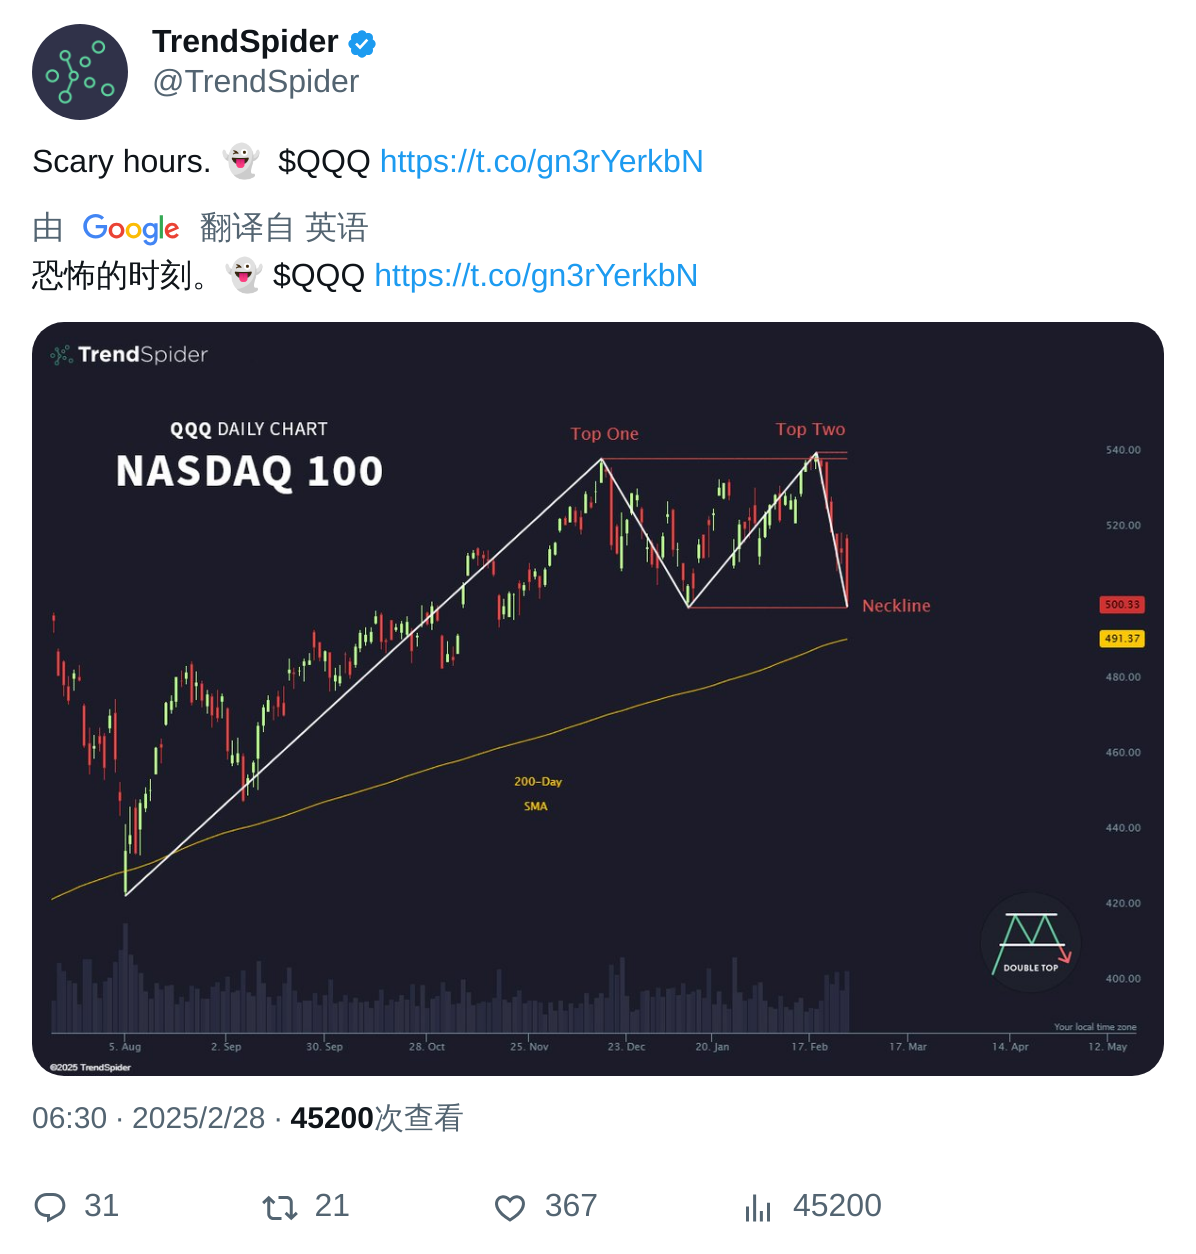 TrendSpider
@TrendSpider
Scary hours. 👻 $QQQ https://t.co/gn3rYerkbN
由 Google 翻译自 英语
恐怖的时刻。👻 $QQQ https://t.co/gn3rYerkbN
TrendSpider
QQQ DAILY CHART
NASDAQ 100
Top One
Top Two
540.00
520.00
Neckline
500.33
491.37
480.00
460.00
200-Day
SMA
440.00
420.00
DOUBLE TOP
400.00
Your local time zone
5. Aug 2. Sep 30. Sep 28. Oct 25. Nov 23. Dec 20. Jan 17. Feb 17. Mar 14. Apr 12. May
©2025 TrendSpider
06:30 · 2025/2/28 · 45200次查看
31 21 367 45200